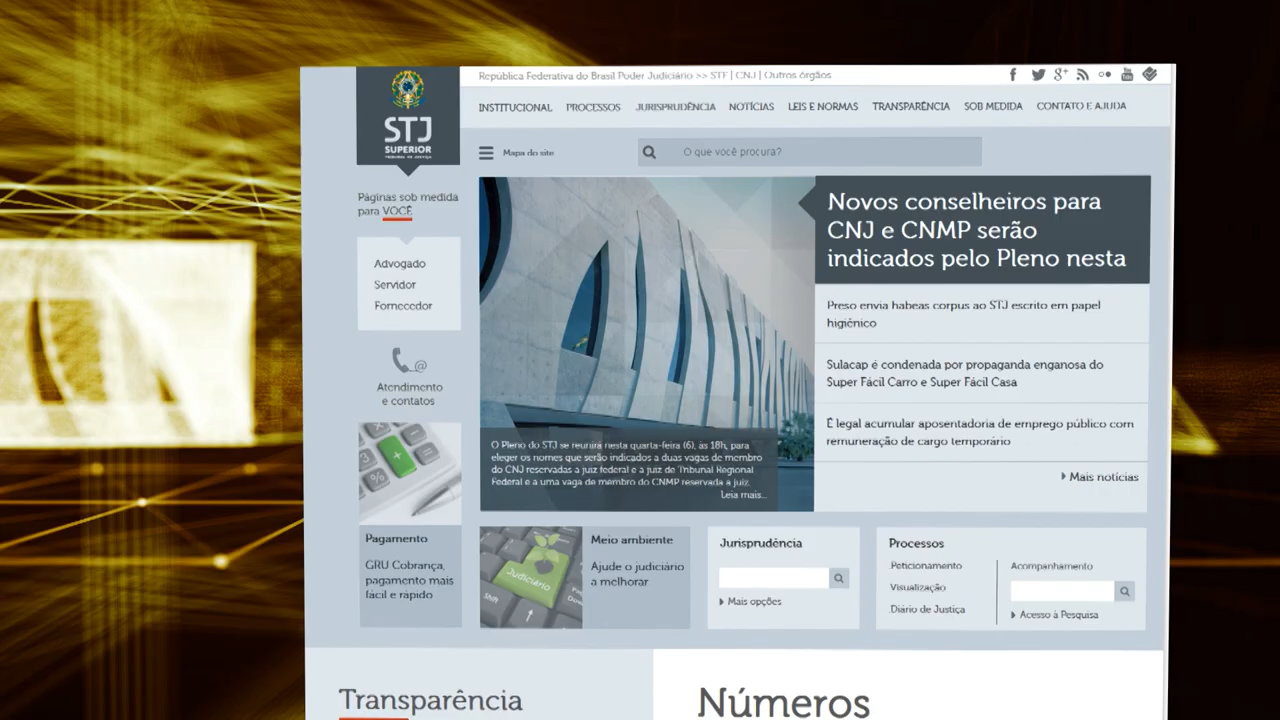 República Federativa do Brasil Poder Judiciário >> STF | CNJ | Outros órgãos
STJ
SUPERIOR
TRIBUNAL DE JUSTIÇA
INSTITUCIONAL PROCESSOS JURISPRUDÊNCIA NOTÍCIAS LEIS E NORMAS TRANSPARÊNCIA SOB MEDIDA CONTATO E AJUDA
Mapa do site
O que você procura?
Páginas sob medida
para VOCÊ
Advogado
Servidor
Fornecedor
@
Atendimento
e contatos
Pagamento
GRU Cobrança,
pagamento mais
fácil e rápido
Novos conselheiros para
CNJ e CNMP serão
indicados pelo Pleno nesta
Preso envia habeas corpus ao STJ escrito em papel
higiênico
Sulacap é condenada por propaganda enganosa do
Super Fácil Carro e Super Fácil Casa
É legal acumular aposentadoria de emprego público com
remuneração de cargo temporário
Mais notícias
O Pleno do STJ se reunirá nesta quarta-feira (6), às 18h, para
eleger os nomes que serão indicados a duas vagas de membro
do CNJ reservadas a juiz federal e a juiz de Tribunal Regional
Federal e a uma vaga de membro do CNMP reservada a juiz.
Leia mais...
Judiciário
Shift
Meio ambiente
Ajude o judiciário
a melhorar
Jurisprudência
Mais opções
Processos
Peticionamento
Visualização
Diário de Justiça
Acompanhamento
Acesso à Pesquisa
Transparência
Números